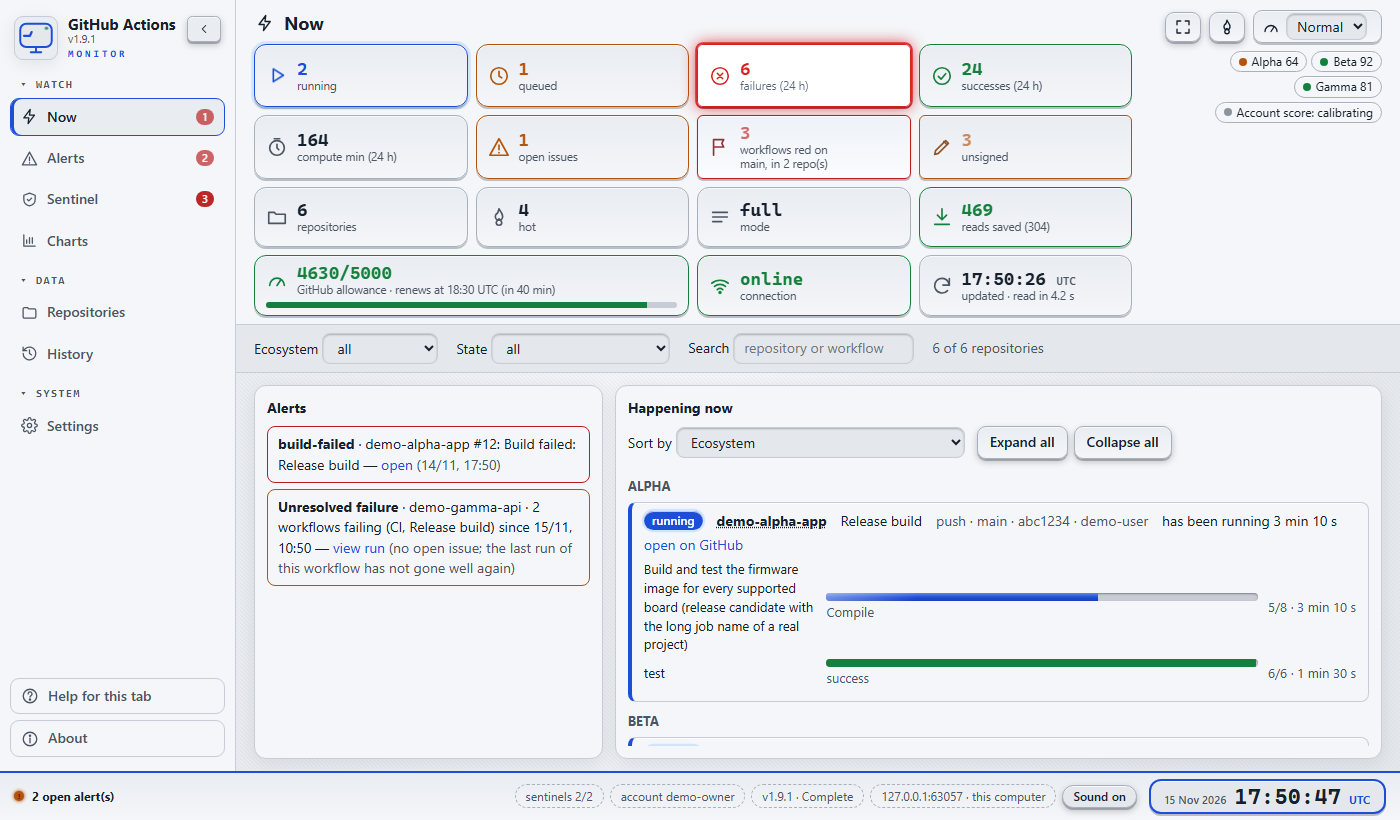 GitHub Actions
v1.9.1
MONITOR
WATCH
Now 1
Alerts 2
Sentinel 3
Charts
DATA
Repositories
History
SYSTEM
Settings
Help for this tab
About
Now
Normal
Alpha 64
Beta 92
Gamma 81
Account score: calibrating
2
running
1
queued
6
failures (24 h)
24
successes (24 h)
164
compute min (24 h)
1
open issues
3
workflows red on
main, in 2 repo(s)
3
unsigned
6
repositories
4
hot
full
mode
469
reads saved (304)
4630/5000
GitHub allowance · renews at 18:30 UTC (in 40 min)
online
connection
17:50:26 UTC
updated · read in 4.2 s
Ecosystem all State all Search repository or workflow 6 of 6 repositories
Alerts
build-failed · demo-alpha-app #12: Build failed:
Release build — open (14/11, 17:50)
Unresolved failure · demo-gamma-api · 2
workflows failing (CI, Release build) since 15/11,
10:50 — view run (no open issue; the last run of
this workflow has not gone well again)
Happening now
Sort by Ecosystem Expand all Collapse all
ALPHA
running demo-alpha-app Release build push · main · abc1234 · demo-user has been running 3 min 10 s
open on GitHub
Build and test the firmware
image for every supported
board (release candidate with
the long job name of a real
project)
Compile
5/8 · 3 min 10 s
test
success
6/6 · 1 min 30 s
BETA
2 open alert(s)
sentinels 2/2
account demo-owner
v1.9.1 · Complete
127.0.0.1:63057 · this computer
Sound on
15 Nov 2026 17:50:47 UTC